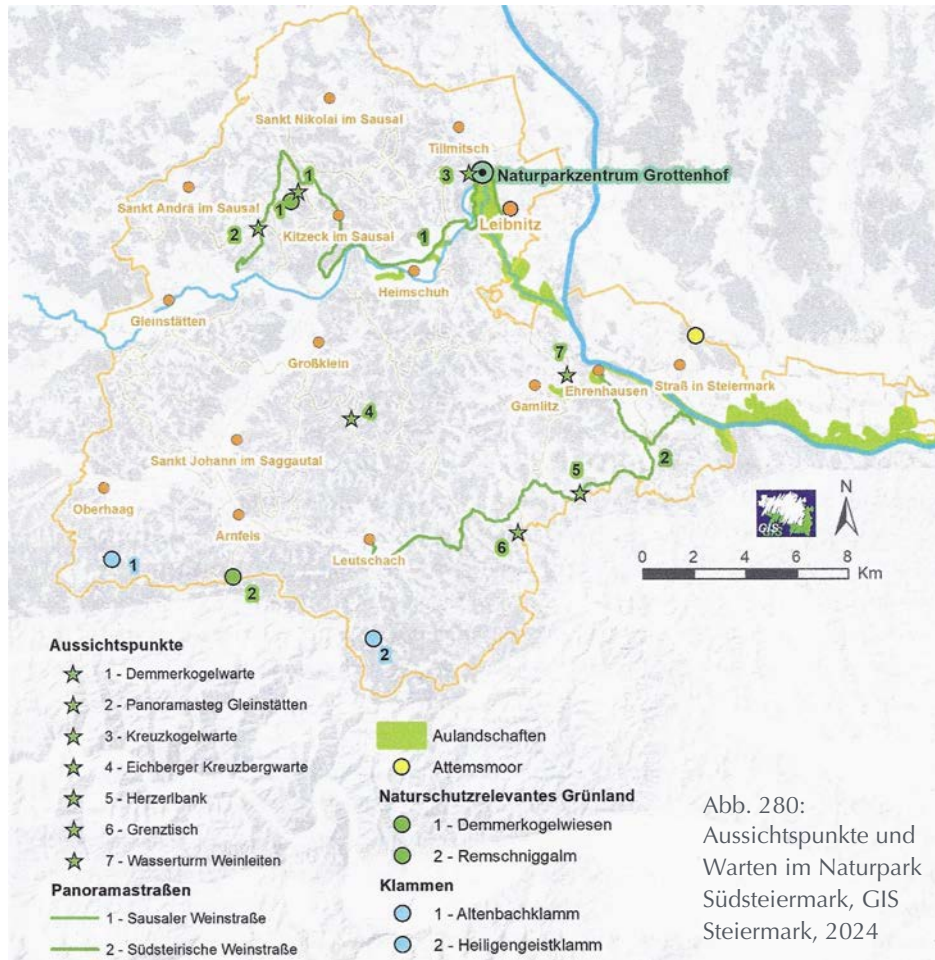 Sankt Nikolai im Sausal
Tillmitsch
3
Naturparkzentrum Grottenhof
1
Sankt Andrä im Sausal
1
Leibnitz
2
Kitzeck im Sausal
1
Heimschuh
Gleinstätten
Großklein
7
Ehrenhausen
Straß in Steiermark
Gamlitz
4
Sankt Johann im Saggautal
2
5
Oberhaag
GIS
N
Arnfels
6
Leutschach
0 2 4 6 8
Km
1
2
2
Aussichtspunkte
1 - Demmerkogelwarte
2 - Panoramasteg Gleinstätten
3 - Kreuzkogelwarte
4 - Eichberger Kreuzbergwarte
5 - Herzerlbank
6 - Grenztisch
7 - Wasserturm Weinleiten
Panoramastraßen
1 - Sausaler Weinstraße
2 - Südsteirische Weinstraße
Aulandschaften
Attemsmoor
Naturschutzrelevantes Grünland
1 - Demmerkogelwiesen
2 - Remschniggalm
Klammen
1 - Altenbachklamm
2 - Heiligengeistklamm
Abb. 280:
Aussichtspunkte und
Warten im Naturpark
Südsteiermark, GIS
Steiermark, 2024